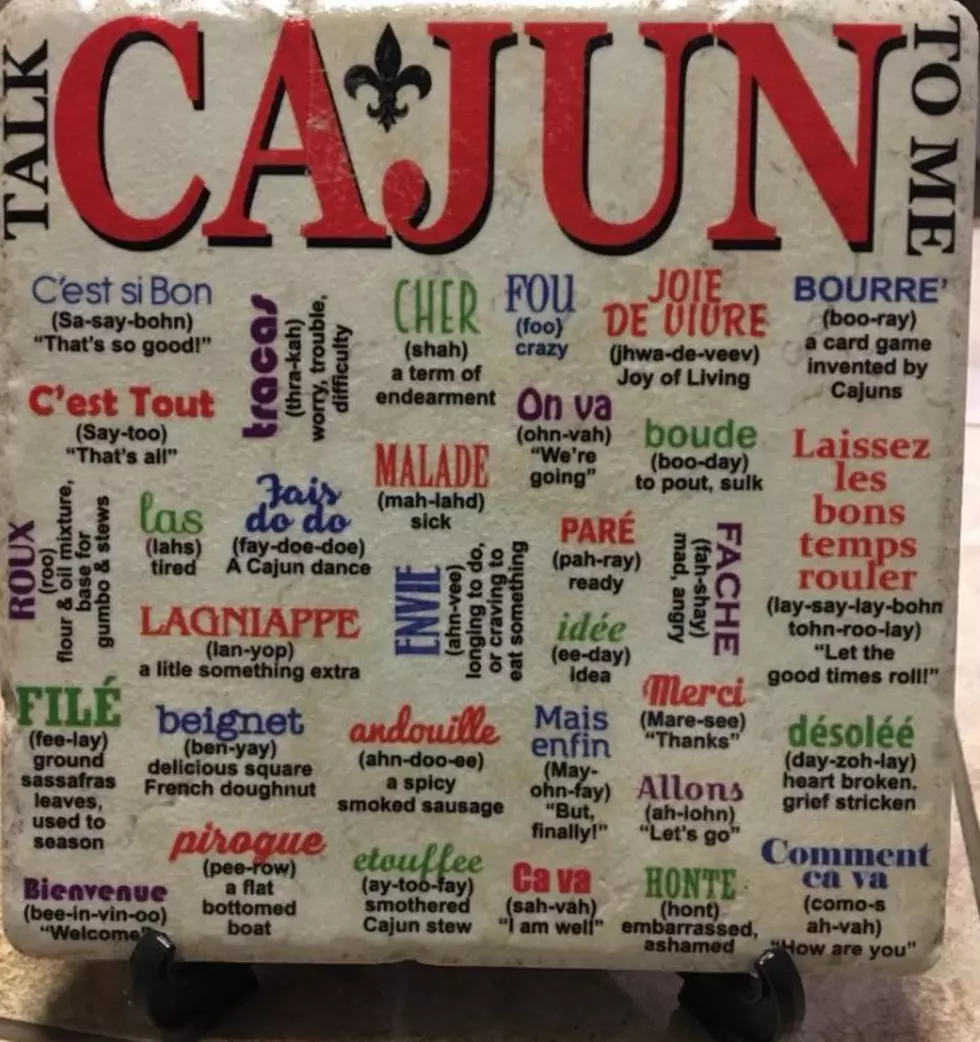 TALK
CAJUN
TO ME
C'est si Bon
(Sa-say-bohn)
"That's so good!"
tracas
(thra-kah)
worry, trouble,
difficulty
CHER
(shah)
a term of
endearment
FOU
(foo)
crazy
JOIE
DE VIVRE
(jhwa-de-veev)
Joy of Living
BOURRE'
(boo-ray)
a card game
invented by
Cajuns
C'est Tout
(Say-too)
"That's all"
On va
(ohn-vah)
"We're
going"
boude
(boo-day)
to pout, sulk
Laissez
les
bons
temps
rouler
(lay-say-lay-bohn
tohn-roo-lay)
"Let the
good times roll!"
MALADE
(mah-lahd)
sick
ROUX
(roo)
flour & oil mixture,
base for
gumbo & stews
las
(lahs)
tired
Fais
do do
(fay-doe-doe)
A Cajun dance
PARÉ
(pah-ray)
ready
FACHE
(fah-shay)
mad, angry
ENVIE
(ahn-vee)
longing to do,
or craving to
eat something
LAGNIAPPE
(lan-yop)
a litle something extra
idée
(ee-day)
Idea
FILÉ
(fee-lay)
ground
sassafras
leaves,
used to
season
beignet
(ben-yay)
delicious square
French doughnut
andouille
(ahn-doo-ee)
a spicy
smoked sausage
Mais
enfin
(May-
ohn-fay)
"But,
finally!"
Merci
(Mare-see)
"Thanks"
désoléé
(day-zoh-lay)
heart broken.
grief stricken
Allons
(ah-lohn)
"Let's go"
pirogue
(pee-row)
a flat
bottomed
boat
etouffee
(ay-too-fay)
smothered
Cajun stew
Ca va
(sah-vah)
"I am well"
HONTE
(hont)
embarrassed,
ashamed
Comment
ca va
(como-s
ah-vah)
"How are you"
Bienvenue
(bee-in-vin-oo)
"Welcome"